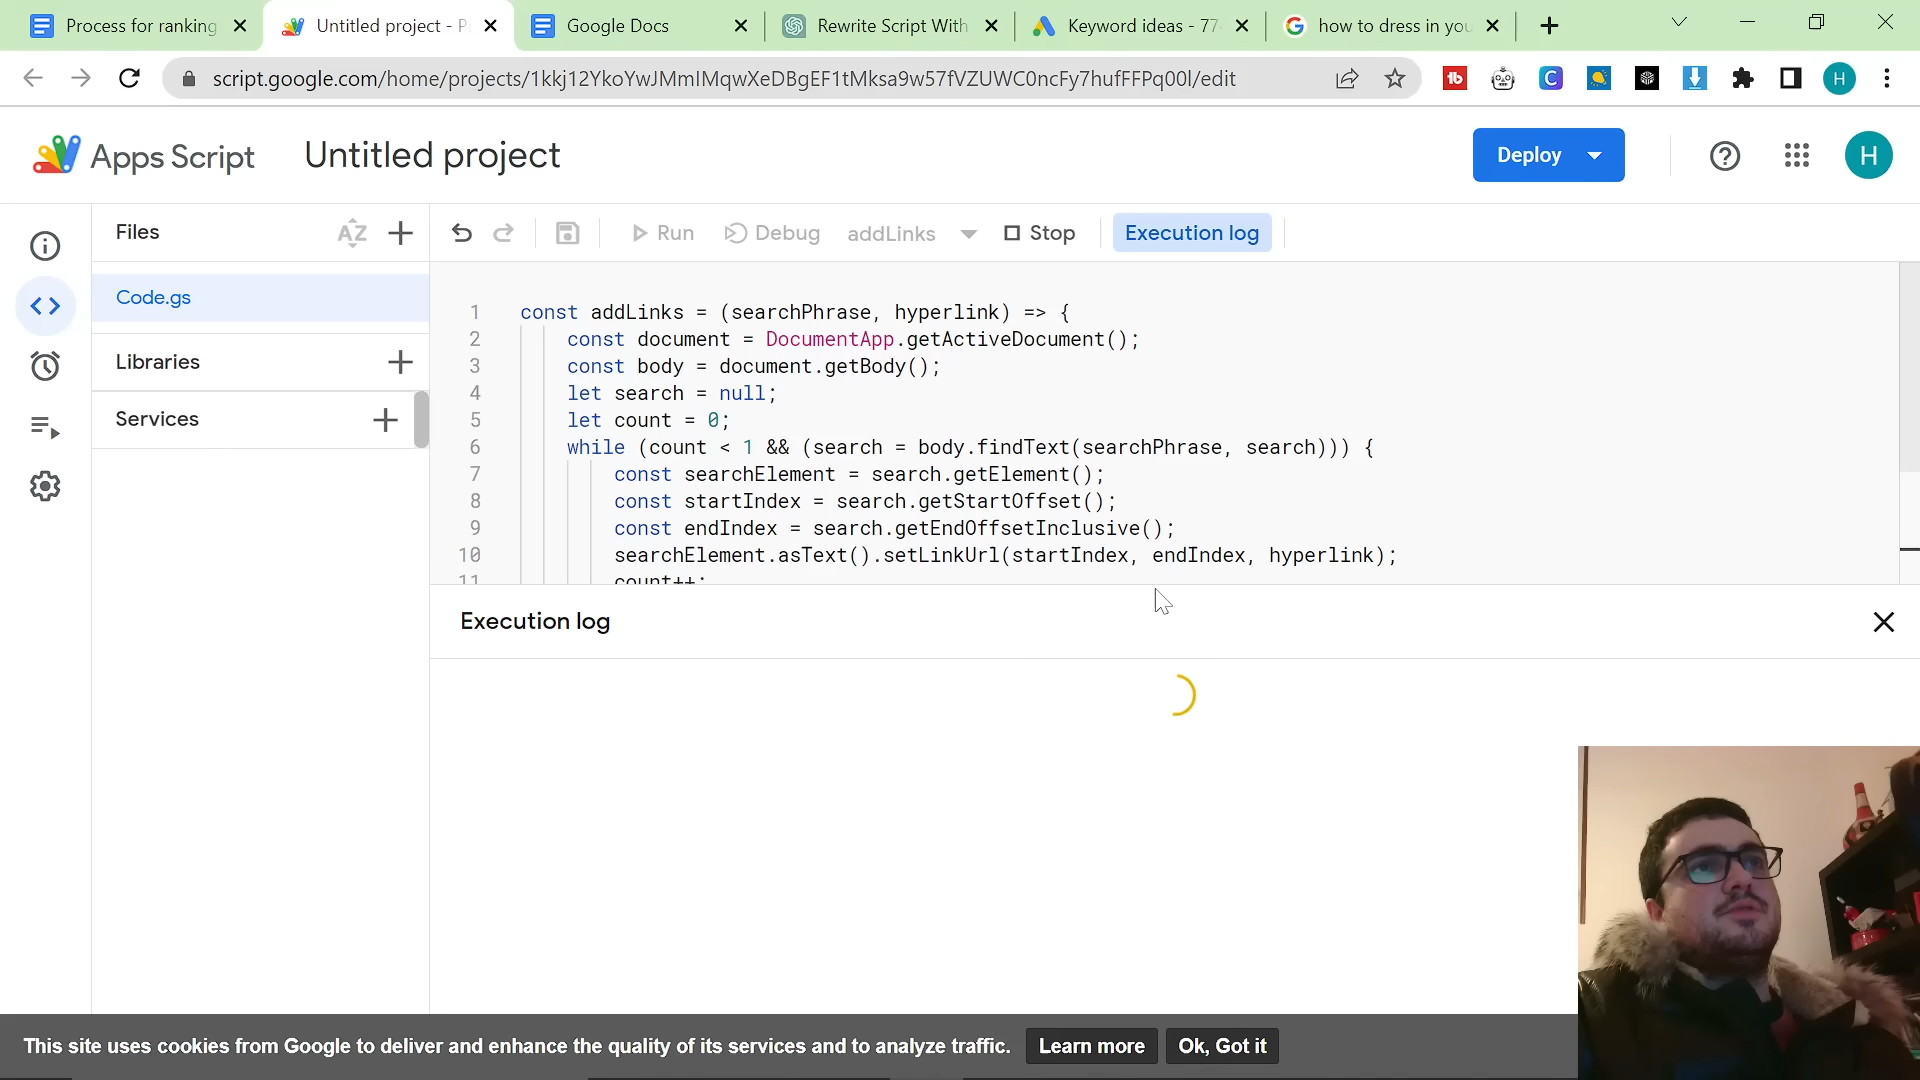 Process for ranking
Untitled project - P
Google Docs
Rewrite Script With
Keyword ideas - 774
how to dress in you
script.google.com/home/projects/1kkj12YkoYwJMmIMqwXeDBgEF1tMksa9w57fVZUWC0ncFy7hufFFPq00l/edit
Apps Script
Untitled project
Deploy
H
Files
AZ
Run
Debug
addLinks
Stop
Execution log
Code.gs
Libraries
Services
1 const addLinks = (searchPhrase, hyperlink) => {
2 const document = DocumentApp.getActiveDocument();
3 const body = document.getBody();
4 let search = null;
5 let count = 0;
6 while (count < 1 && (search = body.findText(searchPhrase, search))) {
7 const searchElement = search.getElement();
8 const startIndex = search.getStartOffset();
9 const endIndex = search.getEndOffsetInclusive();
10 searchElement.asText().setLinkUrl(startIndex, endIndex, hyperlink);
11 count++;
Execution log
This site uses cookies from Google to deliver and enhance the quality of its services and to analyze traffic.
Learn more
Ok, Got it